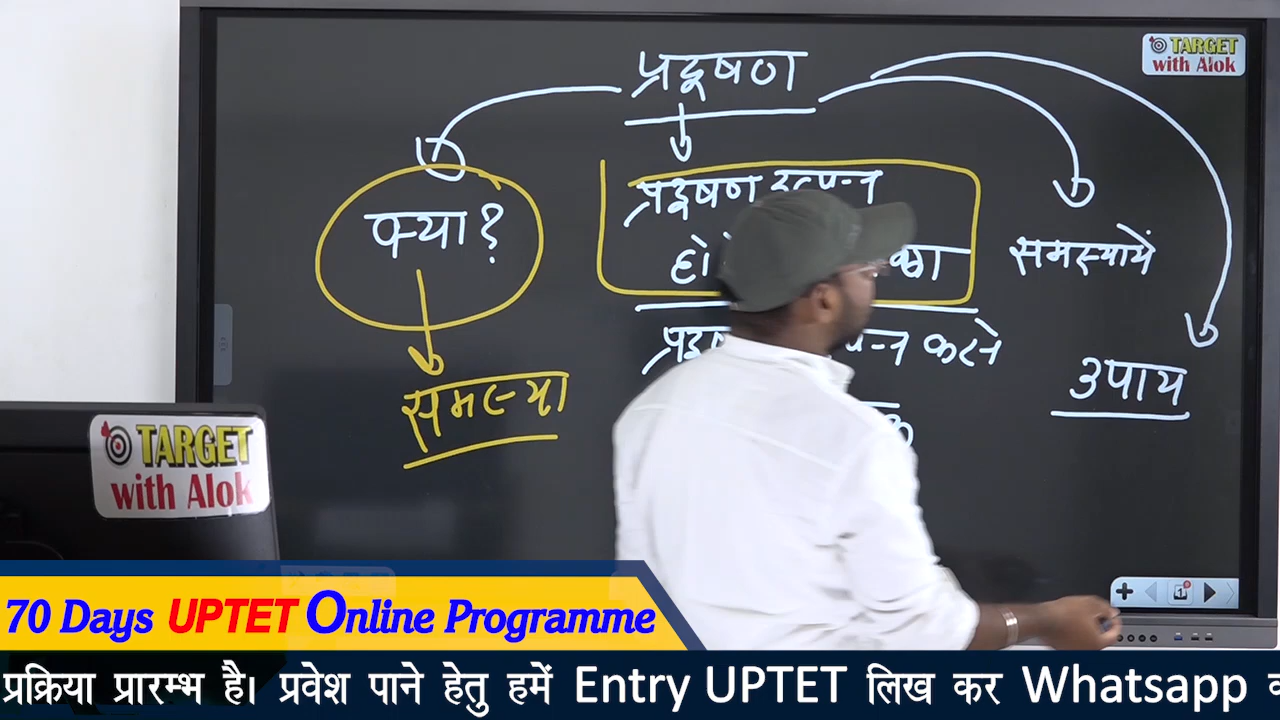 प्रदूषण
TARGET
with Alok
प्रदूषण उत्पन्न
क्या?
समस्यायें
करने
उपाय
समस्या
TARGET
with Alok
70 Days UPTET Online Programme
प्रक्रिया प्रारम्भ है। प्रवेश पाने हेतु हमें Entry UPTET लिख कर Whatsapp